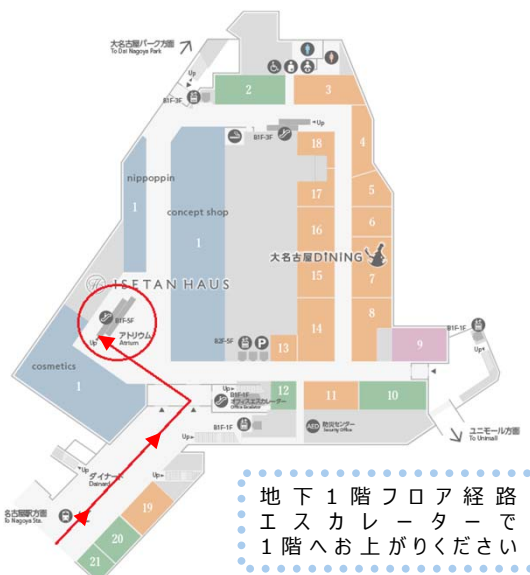 大名古屋パーク方面
To Dai Nagoya Park
Up
B1F-3F
2
3
Up
B1F-3F
18
4
nippoppin
1
concept shop
1
17
5
16
6
大名古屋DINING
15
7
ISETAN HAUS
B1F-5F
アトリウム
Atrium
Up
14
8
B2F-5F
P
13
9
B1F-1F
Up
cosmetics
1
Up
B1F-1F
オフィスエスカレーター
Office Escalator
12
11
10
B1F-1F
Up
AED
防災センター
Security Office
ユニモール方面
To Unimall
Up
ダイナード
Dainard
Up
名古屋駅方面
To Nagoya Sta.
19
20
21
地下1階フロア経路
エスカレーターで
1階へお上がりください